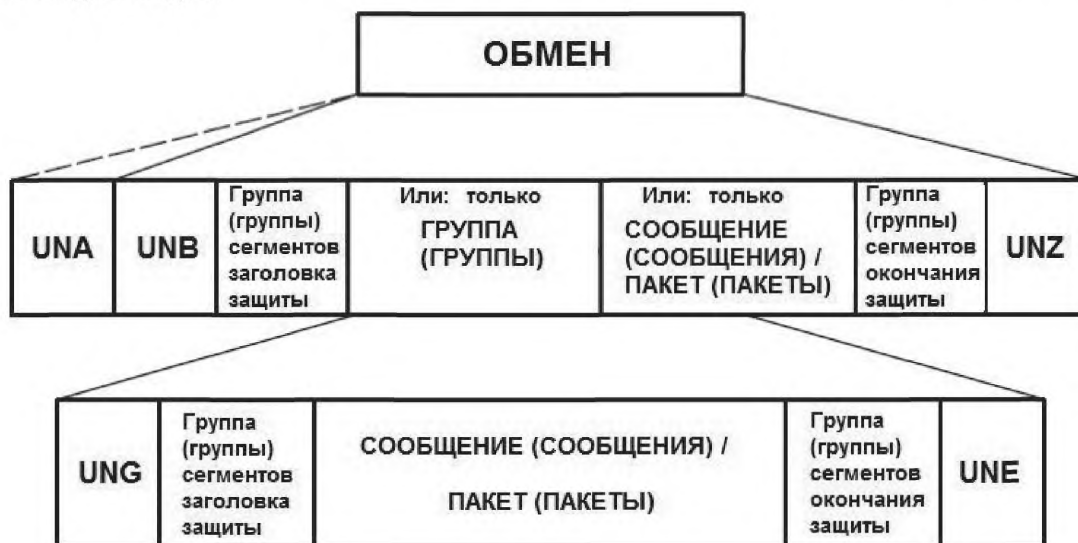 ОБМЕН
UNA
UNB
Группа
(группы)
сегментов
заголовка
защиты
Или: только
ГРУППА
(ГРУППЫ)
Или: только
СООБЩЕНИЕ
(СООБЩЕНИЯ) /
ПАКЕТ (ПАКЕТЫ)
Группа
(группы)
сегментов
окончания
защиты
UNZ
UNG
Группа
(группы)
сегментов
заголовка
защиты
СООБЩЕНИЕ (СООБЩЕНИЯ) /
ПАКЕТ (ПАКЕТЫ)
Группа
(группы)
сегментов
окончания
защиты
UNE